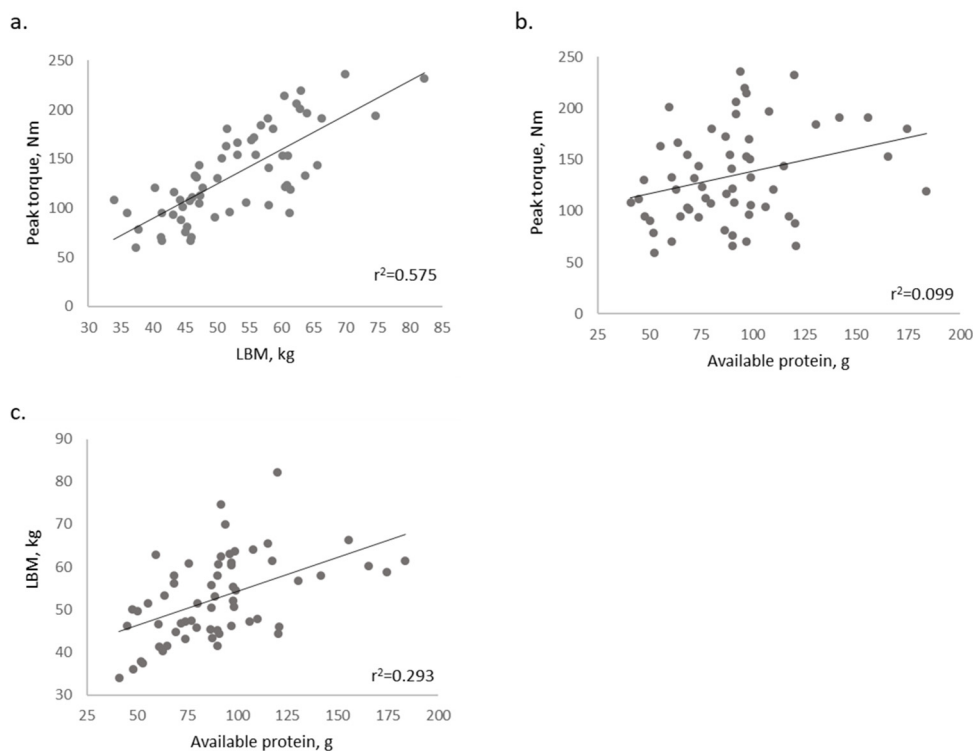 a.
250
200
150
100
50
0
Peak torque, Nm
30 35 40 45 50 55 60 65 70 75 80 85
LBM, kg
r²=0.575
b.
250
200
150
100
50
0
Peak torque, Nm
25 50 75 100 125 150 175 200
Available protein, g
r²=0.099
c.
90
80
70
60
50
40
30
LBM, kg
25 50 75 100 125 150 175 200
Available protein, g
r²=0.293